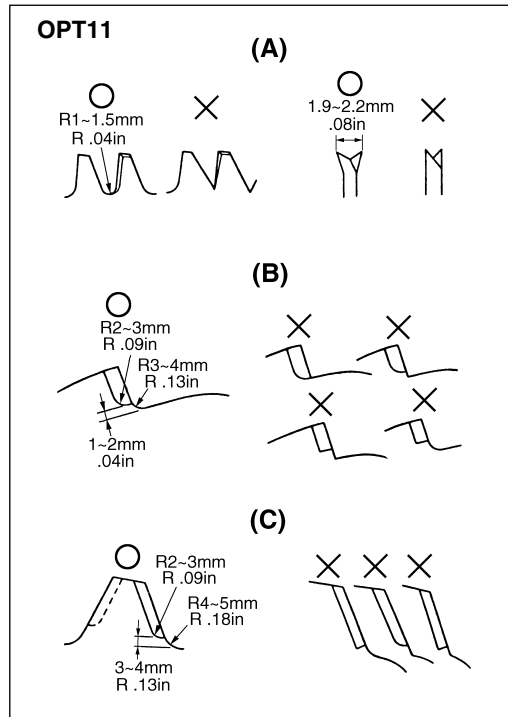 OPT11
(A)
R1~1.5mm
R .04in
1.9~2.2mm
.08in
(B)
R2~3mm
R .09in
R3~4mm
R .13in
1~2mm
.04in
(C)
R2~3mm
R .09in
R4~5mm
R .18in
3~4mm
R .13in